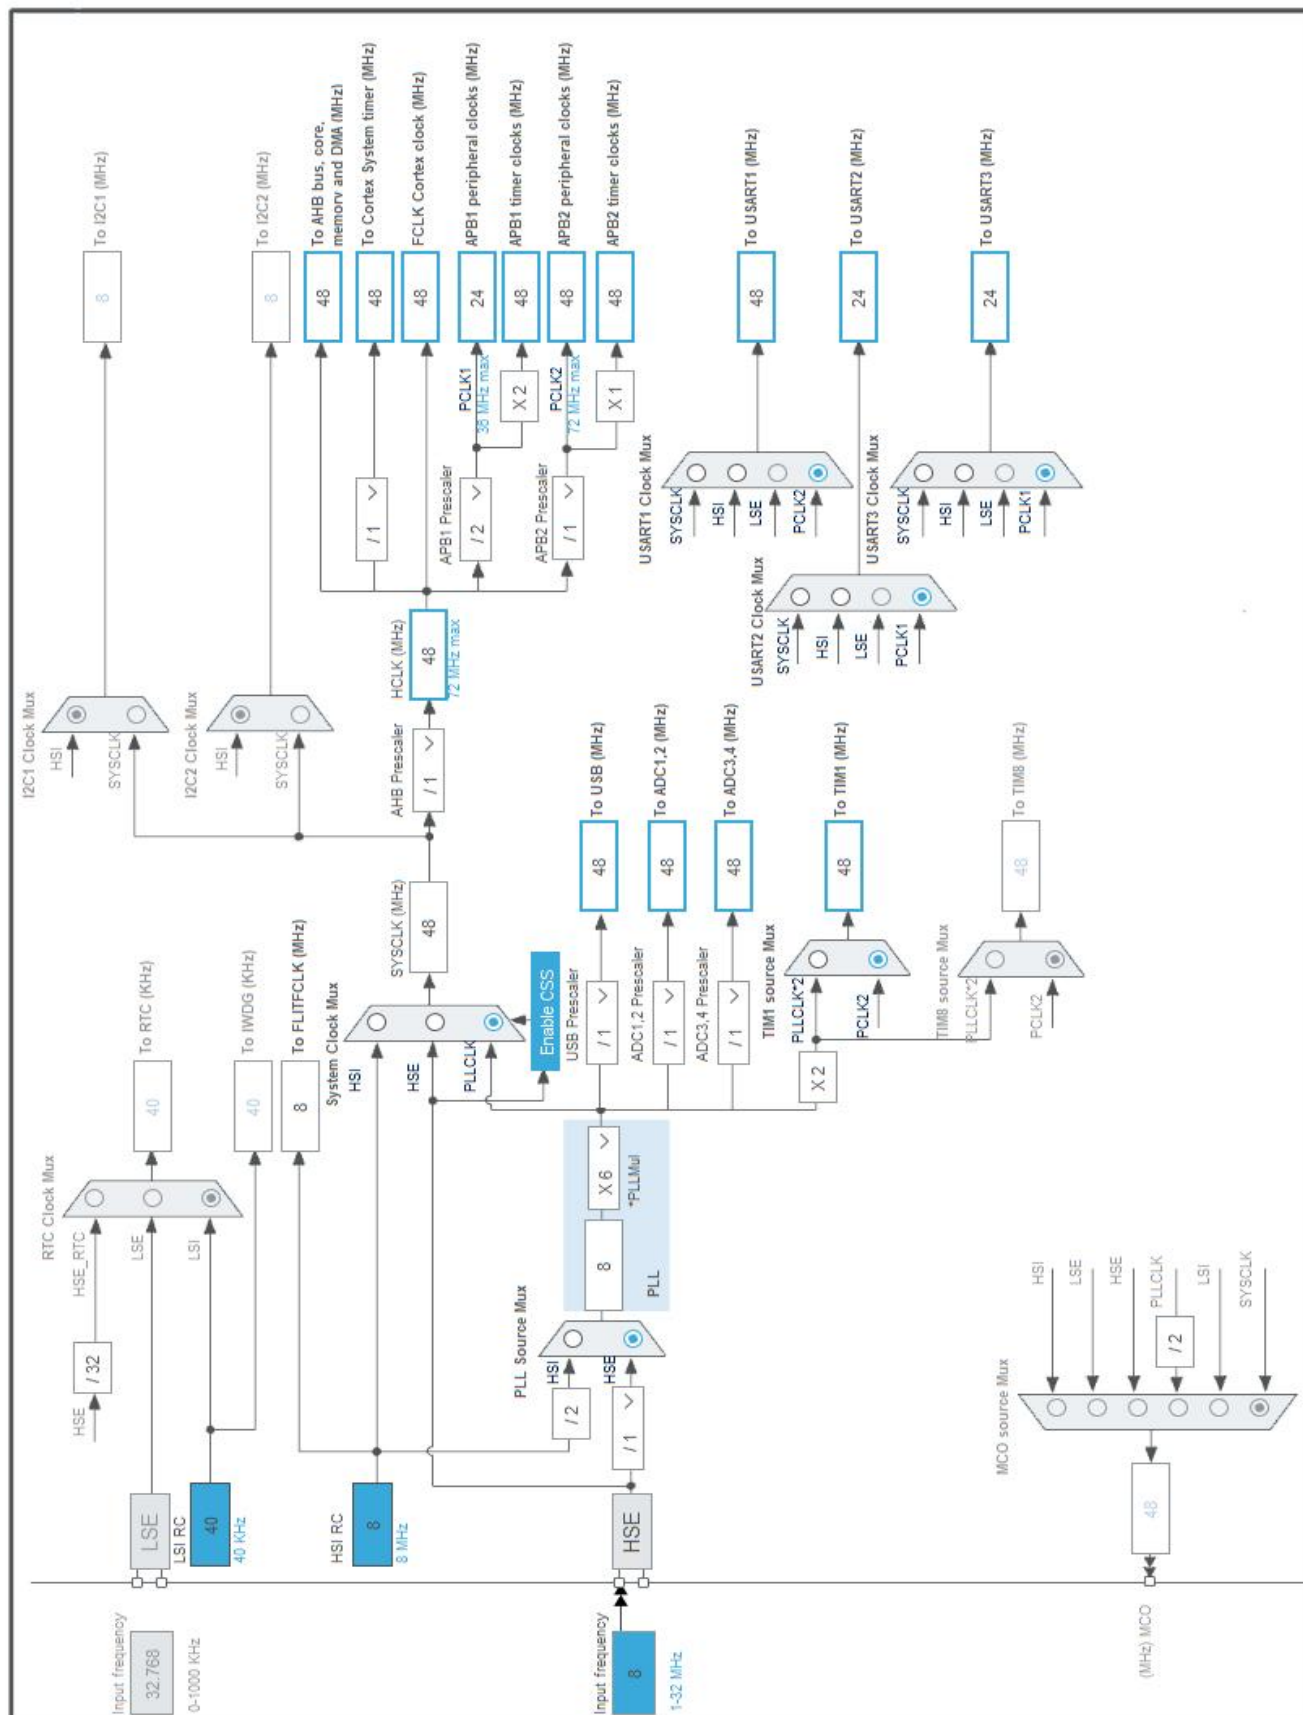 Input frequency
32.768
0-1000 KHz
LSE
LSI RC
40
40 KHz
HSE
/ 32
HSE_RTC
LSE
LSI
RTC Clock Mux
40
To RTC (KHz)
40
To IWDG (KHz)
8
To FLITFCLK (MHz)
HSI RC
8
8 MHz
Input frequency
8
1-32 MHz
HSE
/ 2
/ 1
HSI
HSE
PLL Source Mux
8
X 6
*PLLMul
PLL
System Clock Mux
HSI
HSE
PLLCLK
Enable CSS
SYSCLK (MHz)
48
AHB Prescaler
/ 1
HCLK (MHz)
48
72 MHz max
I2C1 Clock Mux
HSI
SYSCLK
8
To I2C1 (MHz)
I2C2 Clock Mux
HSI
SYSCLK
8
To I2C2 (MHz)
48
To AHB bus, core,
memory and DMA (MHz)
/ 1
48
To Cortex System timer (MHz)
48
FCLK Cortex clock (MHz)
APB1 Prescaler
/ 2
PCLK1
36 MHz max
24
APB1 peripheral clocks (MHz)
X 2
48
APB1 timer clocks (MHz)
APB2 Prescaler
/ 1
PCLK2
72 MHz max
48
APB2 peripheral clocks (MHz)
X 1
48
APB2 timer clocks (MHz)
USB Prescaler
/ 1
48
To USB (MHz)
ADC1,2 Prescaler
/ 1
48
To ADC1,2 (MHz)
ADC3,4 Prescaler
/ 1
48
To ADC3,4 (MHz)
X 2
TIM1 source Mux
PLLCLK*2
PCLK2
48
To TIM1 (MHz)
TIM8 source Mux
PLLCLK*2
PCLK2
48
To TIM8 (MHz)
USART1 Clock Mux
SYSCLK
HSI
LSE
PCLK2
48
To USART1 (MHz)
USART2 Clock Mux
SYSCLK
HSI
LSE
PCLK1
24
To USART2 (MHz)
USART3 Clock Mux
SYSCLK
HSI
LSE
PCLK1
24
To USART3 (MHz)
(MHz) MCO
48
MCO source Mux
HSI
LSE
HSE
/ 2
PLLCLK
LSI
SYSCLK